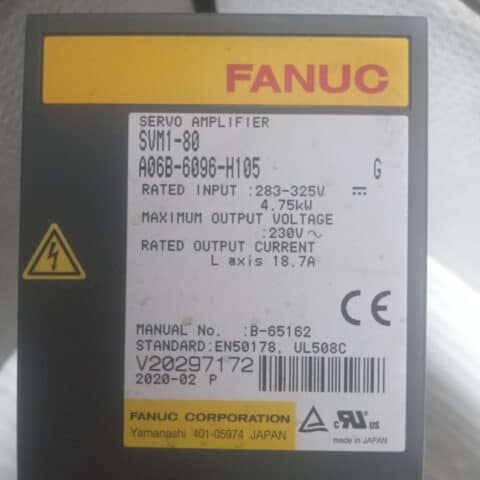 FANUC
SERVO AMPLIFIER
SVM1-80
A06B-6096-H105 G
RATED INPUT :283-325V ⎓
4.75kW
MAXIMUM OUTPUT VOLTAGE
:230V ~
RATED OUTPUT CURRENT
L axis 18.7A
CE
MANUAL No. :B-65162
STANDARD:EN50178, UL508C
V20297172
2020-02 P
FANUC CORPORATION
Yamanashi 401-05974 JAPAN
c RU US
made in JAPAN